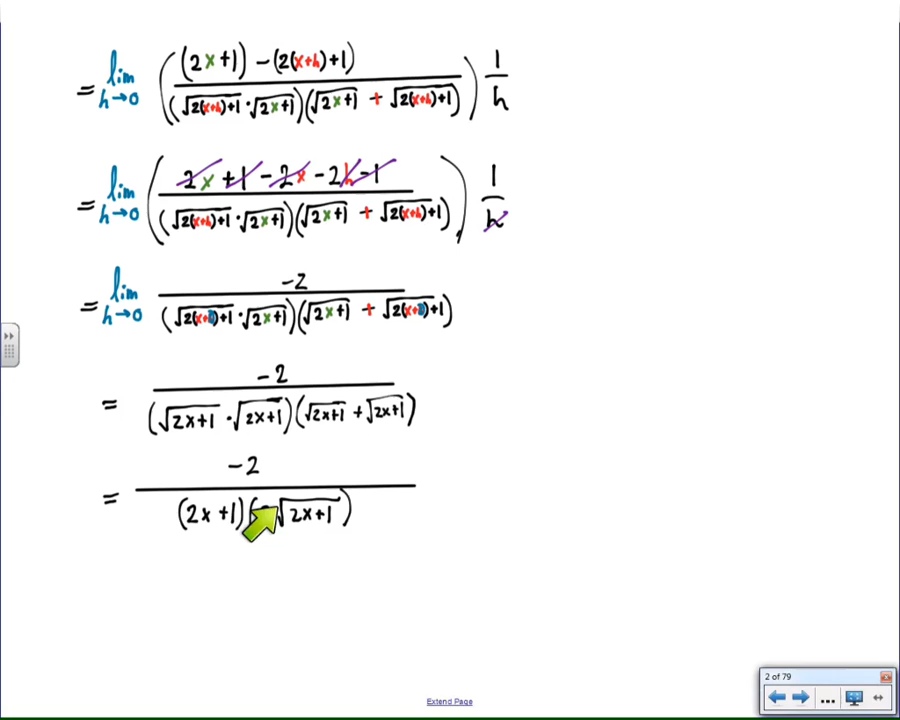 = lim h→0 ( ((2x+1) - (2(x+h)+1)) / ((√2(x+h)+1 · √2x+1)(√2x+1 + √2(x+h)+1)) ) 1/h
= lim h→0 ( (2x+1-2x-2h-1) / ((√2(x+h)+1 · √2x+1)(√2x+1 + √2(x+h)+1)) ) 1/h
= lim h→0 -2 / ((√2(x+0)+1 · √2x+1)(√2x+1 + √2(x+0)+1))
= -2 / ((√2x+1 · √2x+1)(√2x+1 + √2x+1))
= -2 / ((2x+1)( √2x+1))
2 of 79
...
Extend Page